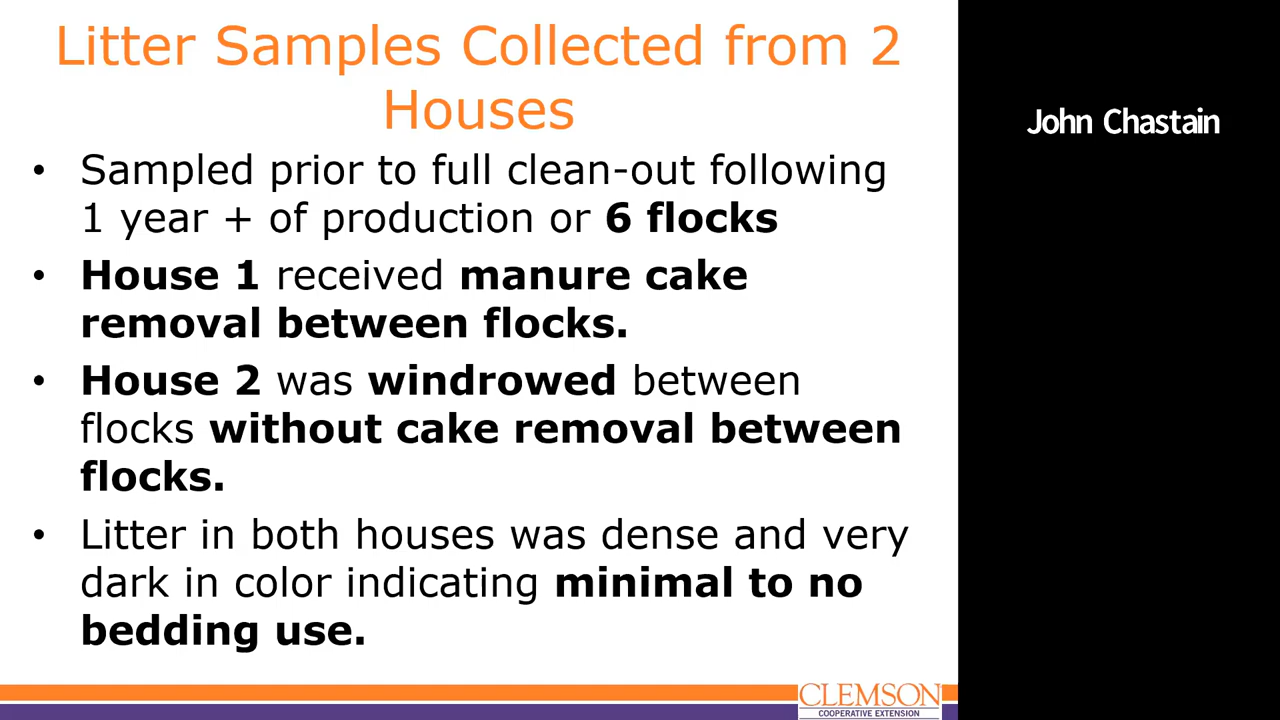 Litter Samples Collected from 2
Houses
• Sampled prior to full clean-out following
1 year + of production or 6 flocks
• House 1 received manure cake
removal between flocks.
• House 2 was windrowed between
flocks without cake removal between
flocks.
• Litter in both houses was dense and very
dark in color indicating minimal to no
bedding use.
CLEMSON
COOPERATIVE EXTENSION
John Chastain